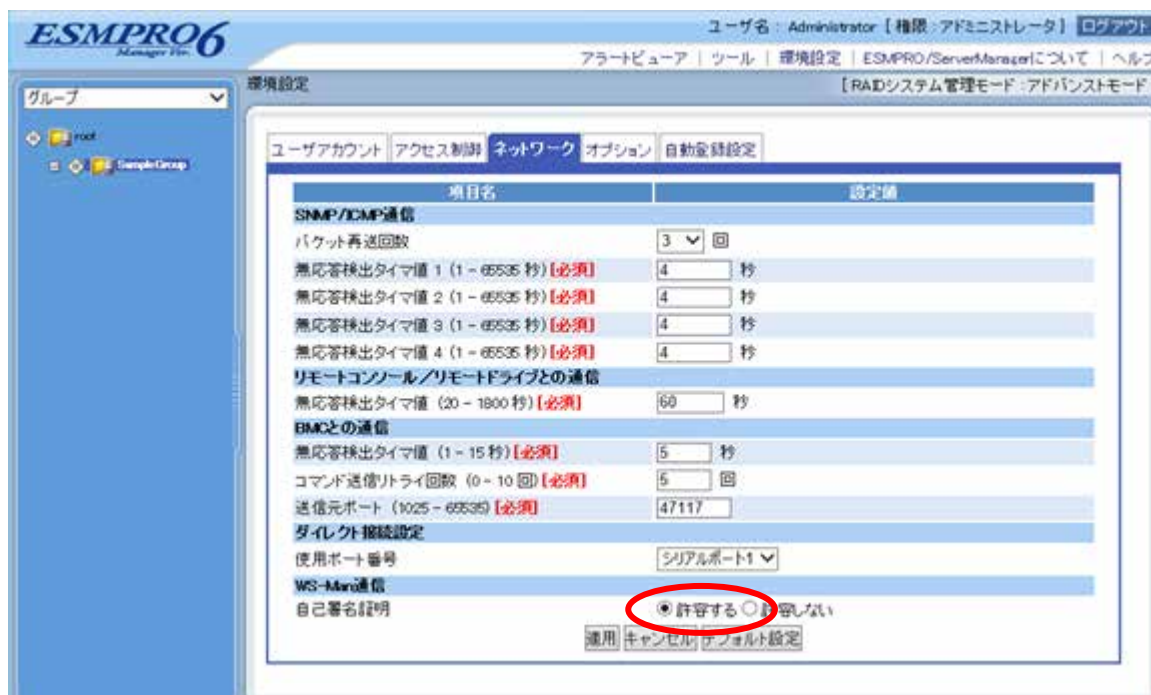 ESMPRO6
Manager Ver.
ユーザ名 : Administrator 【 権限 : アドミニストレータ 】 ログアウト
アラートビューア | ツール | 環境設定 | ESMPRO/ServerManagerについて | ヘルプ
グループ
環境設定
【 RAIDシステム管理モード : アドバンストモード
root
SampleGroup
ユーザアカウント アクセス制御 ネットワーク オプション 自動登録設定
項目名 設定値
SNMP/ICMP通信
パケット再送回数 3 回
無応答検出タイマ値 1 (1 - 65535 秒) [必須] 4 秒
無応答検出タイマ値 2 (1 - 65535 秒) [必須] 4 秒
無応答検出タイマ値 3 (1 - 65535 秒) [必須] 4 秒
無応答検出タイマ値 4 (1 - 65535 秒) [必須] 4 秒
リモートコンソール/リモートドライブとの通信
無応答検出タイマ値 (20 - 1800 秒) [必須] 60 秒
BMCとの通信
無応答検出タイマ値 (1 - 15 秒) [必須] 5 秒
コマンド送信リトライ回数 (0 - 10 回) [必須] 5 回
送信元ポート (1025 - 65535) [必須] 47117
ダイレクト接続設定
使用ポート番号 シリアルポート1
WS-Man通信
自己署名証明 許容する 許容しない
適用 キャンセル デフォルト設定